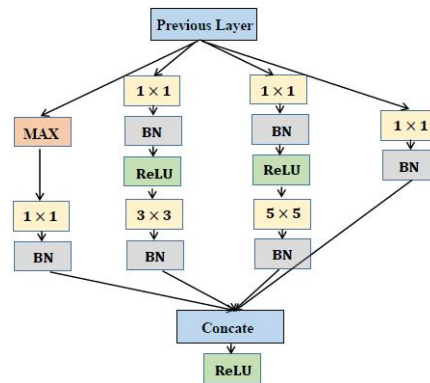 Previous Layer
MAX
1 × 1
BN
1 × 1
BN
ReLU
3 × 3
BN
1 × 1
BN
ReLU
5 × 5
BN
1 × 1
BN
Concate
ReLU